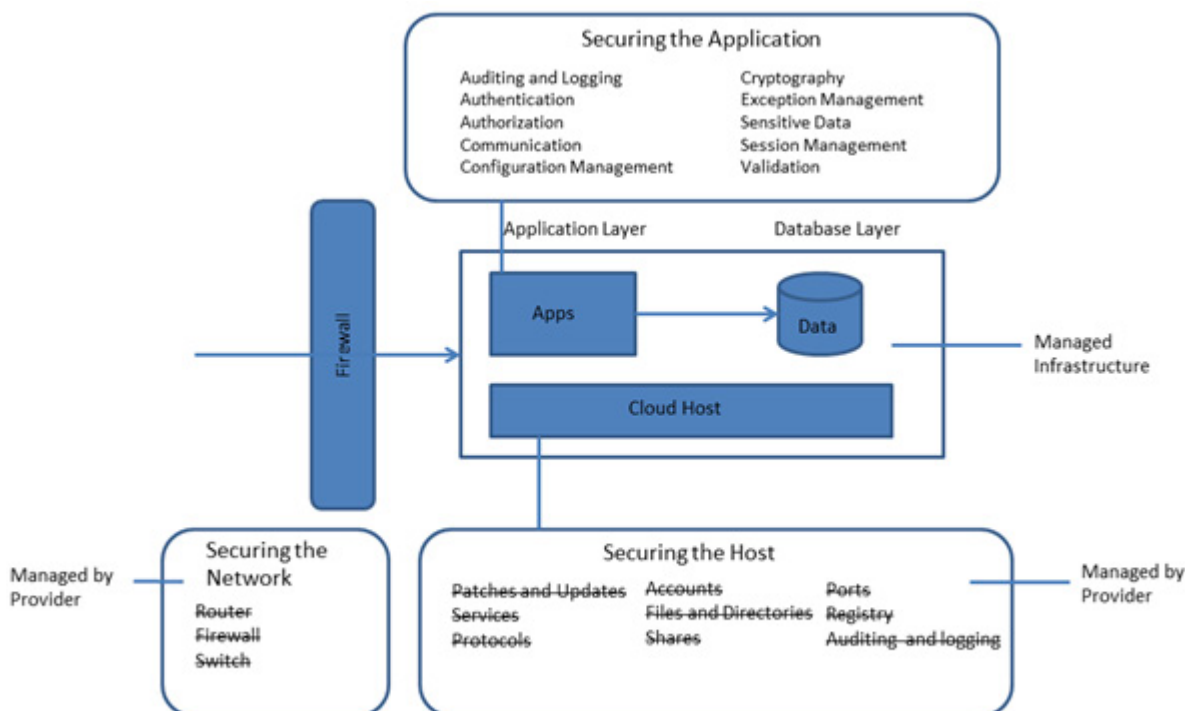 Securing the Application
Auditing and Logging
Authentication
Authorization
Communication
Configuration Management
Cryptography
Exception Management
Sensitive Data
Session Management
Validation
Application Layer
Database Layer
Firewall
Apps
Data
Cloud Host
Managed
Infrastructure
Managed by
Provider
Securing the
Network
Router
Firewall
Switch
Securing the Host
Patches and Updates
Services
Protocols
Accounts
Files and Directories
Shares
Ports
Registry
Auditing and logging
Managed by
Provider